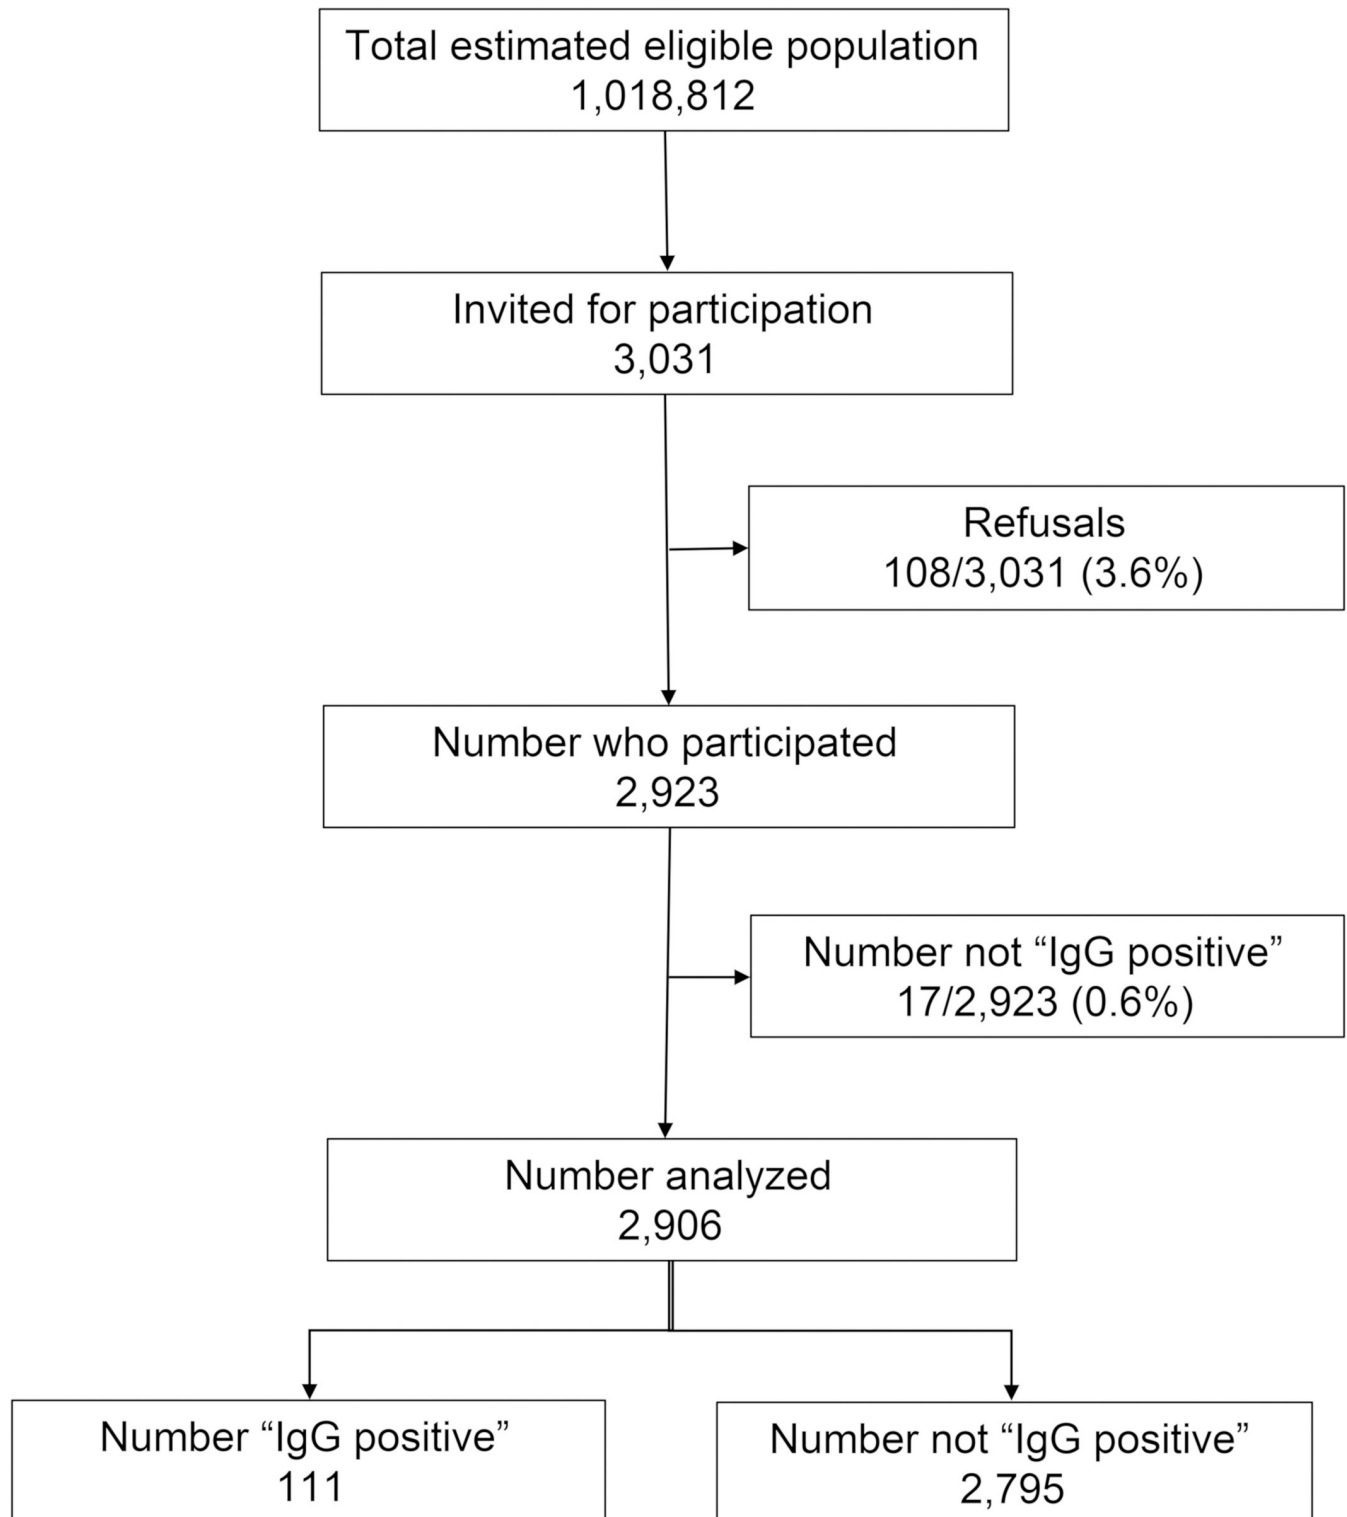 Total estimated eligible population
1,018,812
Invited for participation
3,031
Refusals
108/3,031 (3.6%)
Number who participated
2,923
Number not “IgG positive”
17/2,923 (0.6%)
Number analyzed
2,906
Number “IgG positive”
111
Number not “IgG positive”
2,795